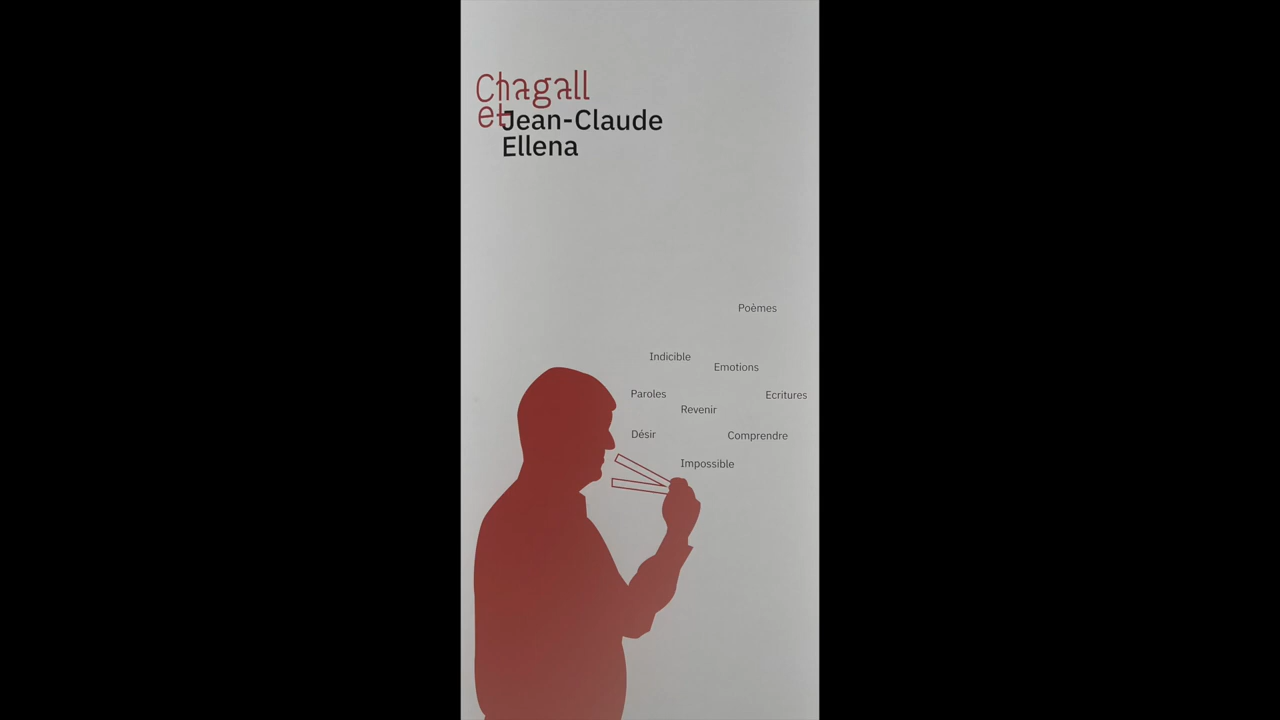 Chagall
et Jean-Claude
Ellena
Poèmes
Indicible
Emotions
Paroles
Ecritures
Revenir
Désir
Comprendre
Impossible